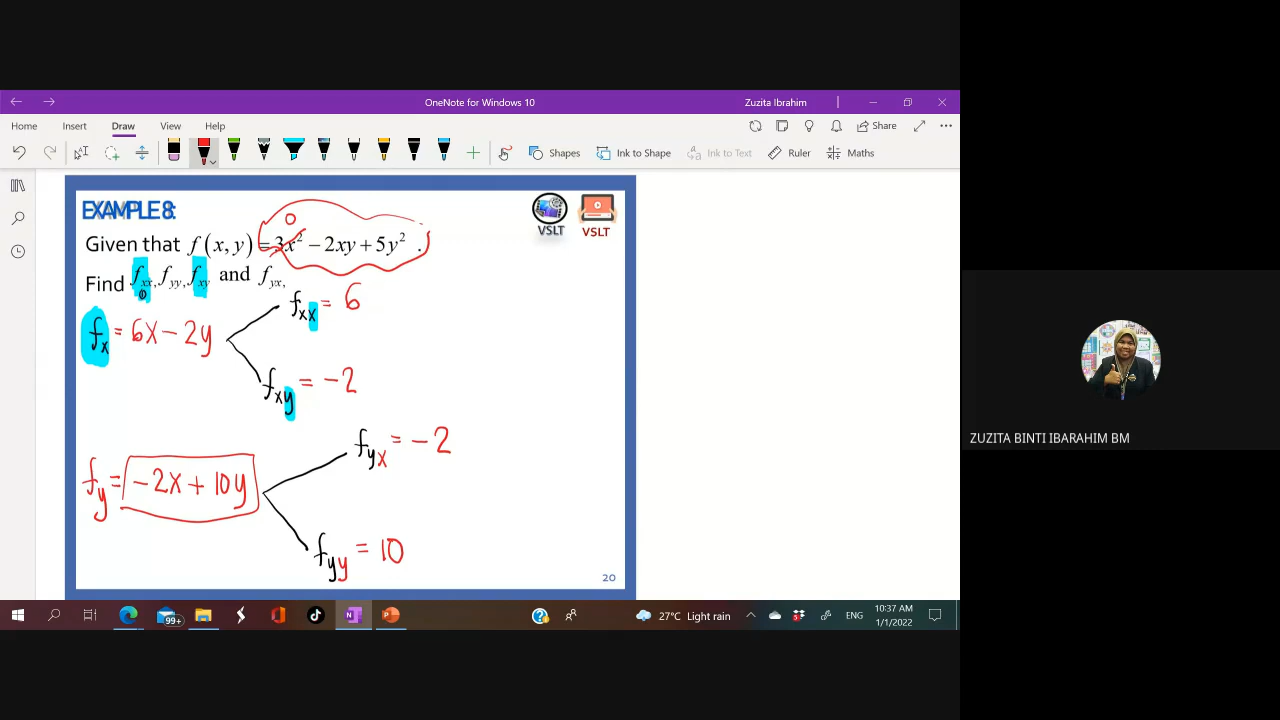 OneNote for Windows 10
Zuzita Ibrahim
Home Insert Draw View Help
Share
Shapes Ink to Shape Ink to Text Ruler Maths
EXAMPLE 8:
VSLT VSLT
Given that f(x, y) = 3x² − 2xy + 5y².
0
Find fxx, fyy, fxy and fyx,
fxx = 6
fx = 6x − 2y
fxy = −2
fyx = −2
fy = −2x + 10y
fyy = 10
20
ZUZITA BINTI IBARAHIM BM
99+
27°C Light rain
5
ENG
10:37 AM
1/1/2022